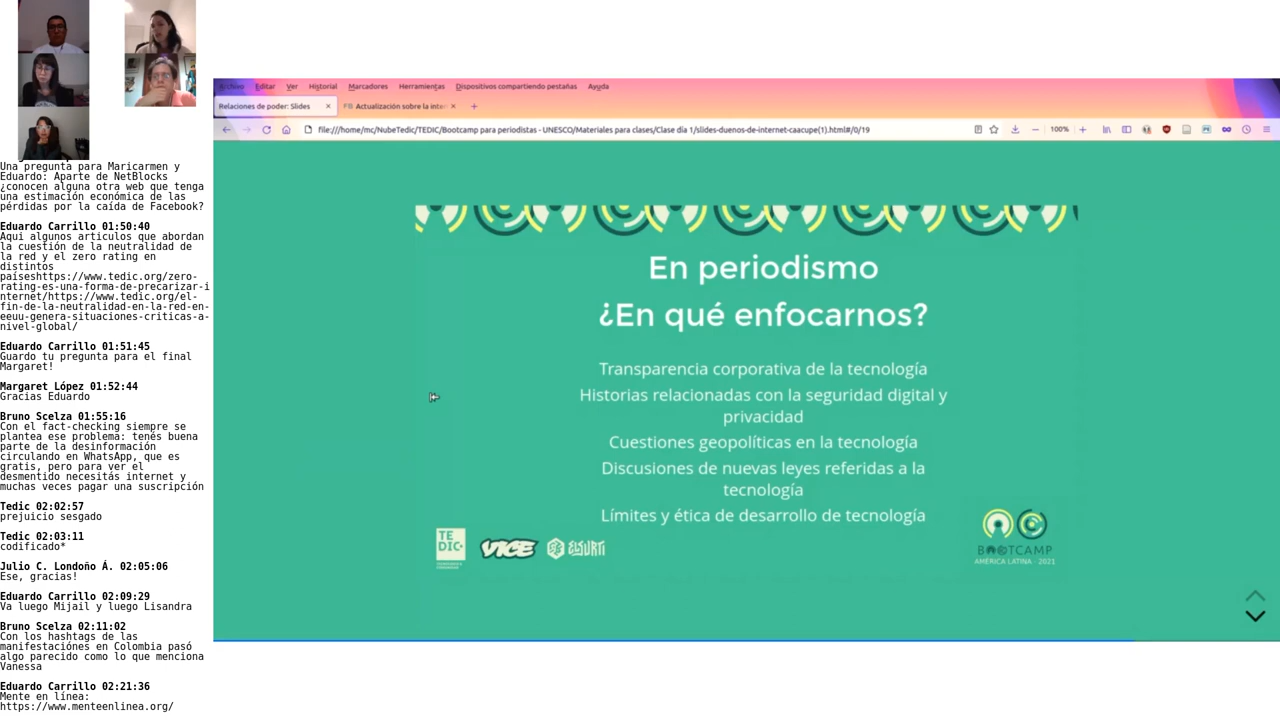 Una pregunta para Maricarmen y
Eduardo: Aparte de NetBlocks
¿conocen alguna otra web que tenga
una estimación económica de las
pérdidas por la caída de Facebook?
Eduardo Carrillo 01:50:40
Aquí algunos artículos que abordan
la cuestión de la neutralidad de
la red y el zero rating en
distintos
paíseshttps://www.tedic.org/zero-
rating-es-una-forma-de-precarizar-i
nternet/https://www.tedic.org/el-
fin-de-la-neutralidad-en-la-red-en-
eeuu-genera-situaciones-criticas-a-
nivel-global/
Eduardo Carrillo 01:51:45
Guardo tu pregunta para el final
Margaret!
Margaret López 01:52:44
Gracias Eduardo
Bruno Scelza 01:55:16
Con el fact-checking siempre se
plantea ese problema: tenés buena
parte de la desinformación
circulando en WhatsApp, que es
gratis, pero para ver el
desmentido necesitás internet y
muchas veces pagar una suscripción
Tedic 02:02:57
prejuicio sesgado
Tedic 02:03:11
codificado*
Julio C. Londoño Á. 02:05:06
Ese, gracias!
Eduardo Carrillo 02:09:29
Va luego Mijail y luego Lisandra
Bruno Scelza 02:11:02
Con los hashtags de las
manifestaciónes en Colombia pasó
algo parecido como lo que menciona
Vanessa
Eduardo Carrillo 02:21:36
Mente en línea:
https://www.menteenlinea.org/
Archivo Editar Ver Historial Marcadores Herramientas Dispositivos compartiendo pestañas Ayuda
Relaciones de poder: Slides × FB Actualización sobre la inter × +
file:///home/mc/NubeTedic/TEDIC/Bootcamp para periodistas - UNESCO/Materiales para clases/Clase día 1/slides-duenos-de-internet-caacupe(1).html#/0/19 100%
En periodismo
¿En qué enfocarnos?
Transparencia corporativa de la tecnología
Historias relacionadas con la seguridad digital y
privacidad
Cuestiones geopolíticas en la tecnología
Discusiones de nuevas leyes referidas a la
tecnología
Límites y ética de desarrollo de tecnología
TEDIC
VICE
EL SURTI
BOOTCAMP
AMÉRICA LATINA - 2021